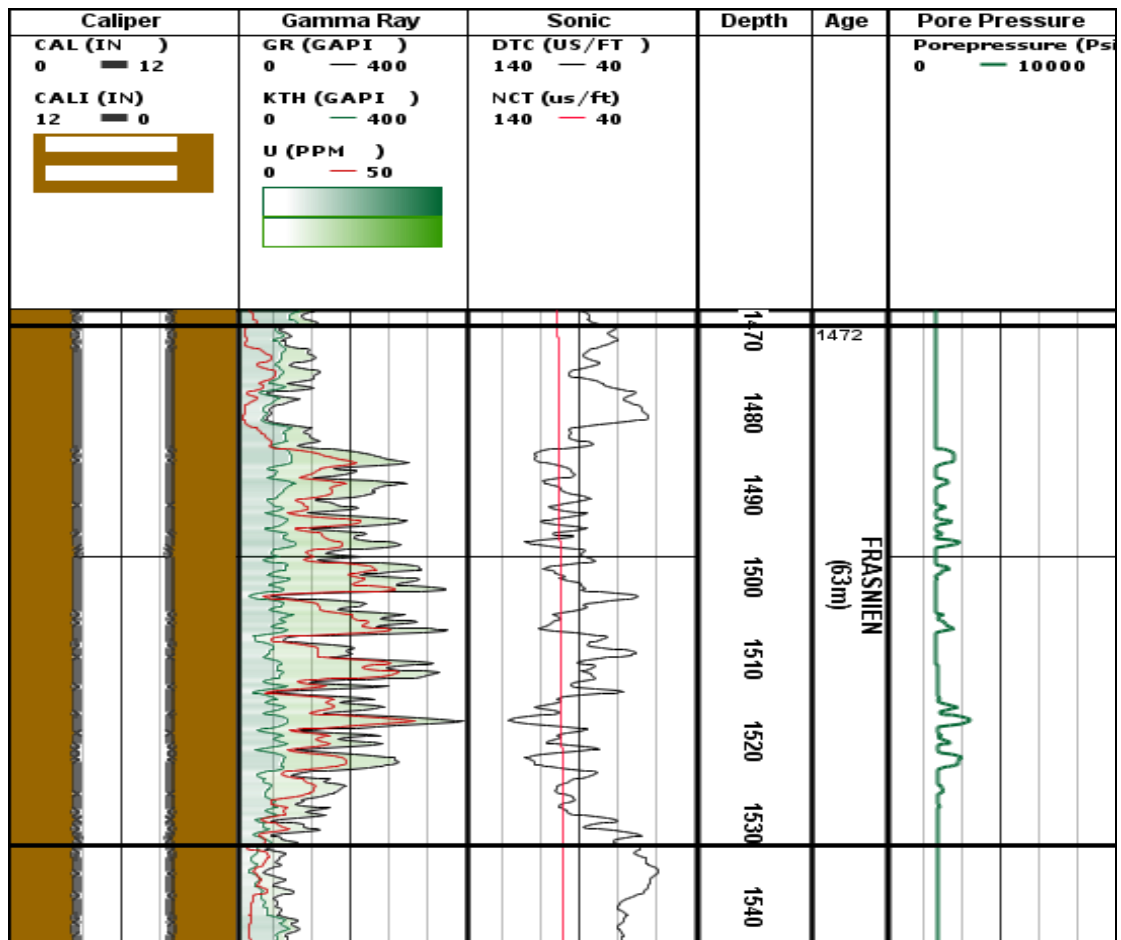 Caliper Gamma Ray Sonic Depth Age Pore Pressure
CAL (IN )
0 12
CALI (IN)
12 0
GR (GAPI )
0 400
KTH (GAPI )
0 400
U (PPM )
0 50
DTC (US/FT )
140 40
NCT (us/ft)
140 40
Porepressure (Psi
0 10000
1470
1480
1490
1500
1510
1520
1530
1540
1472
FRASNIEN
(63m)